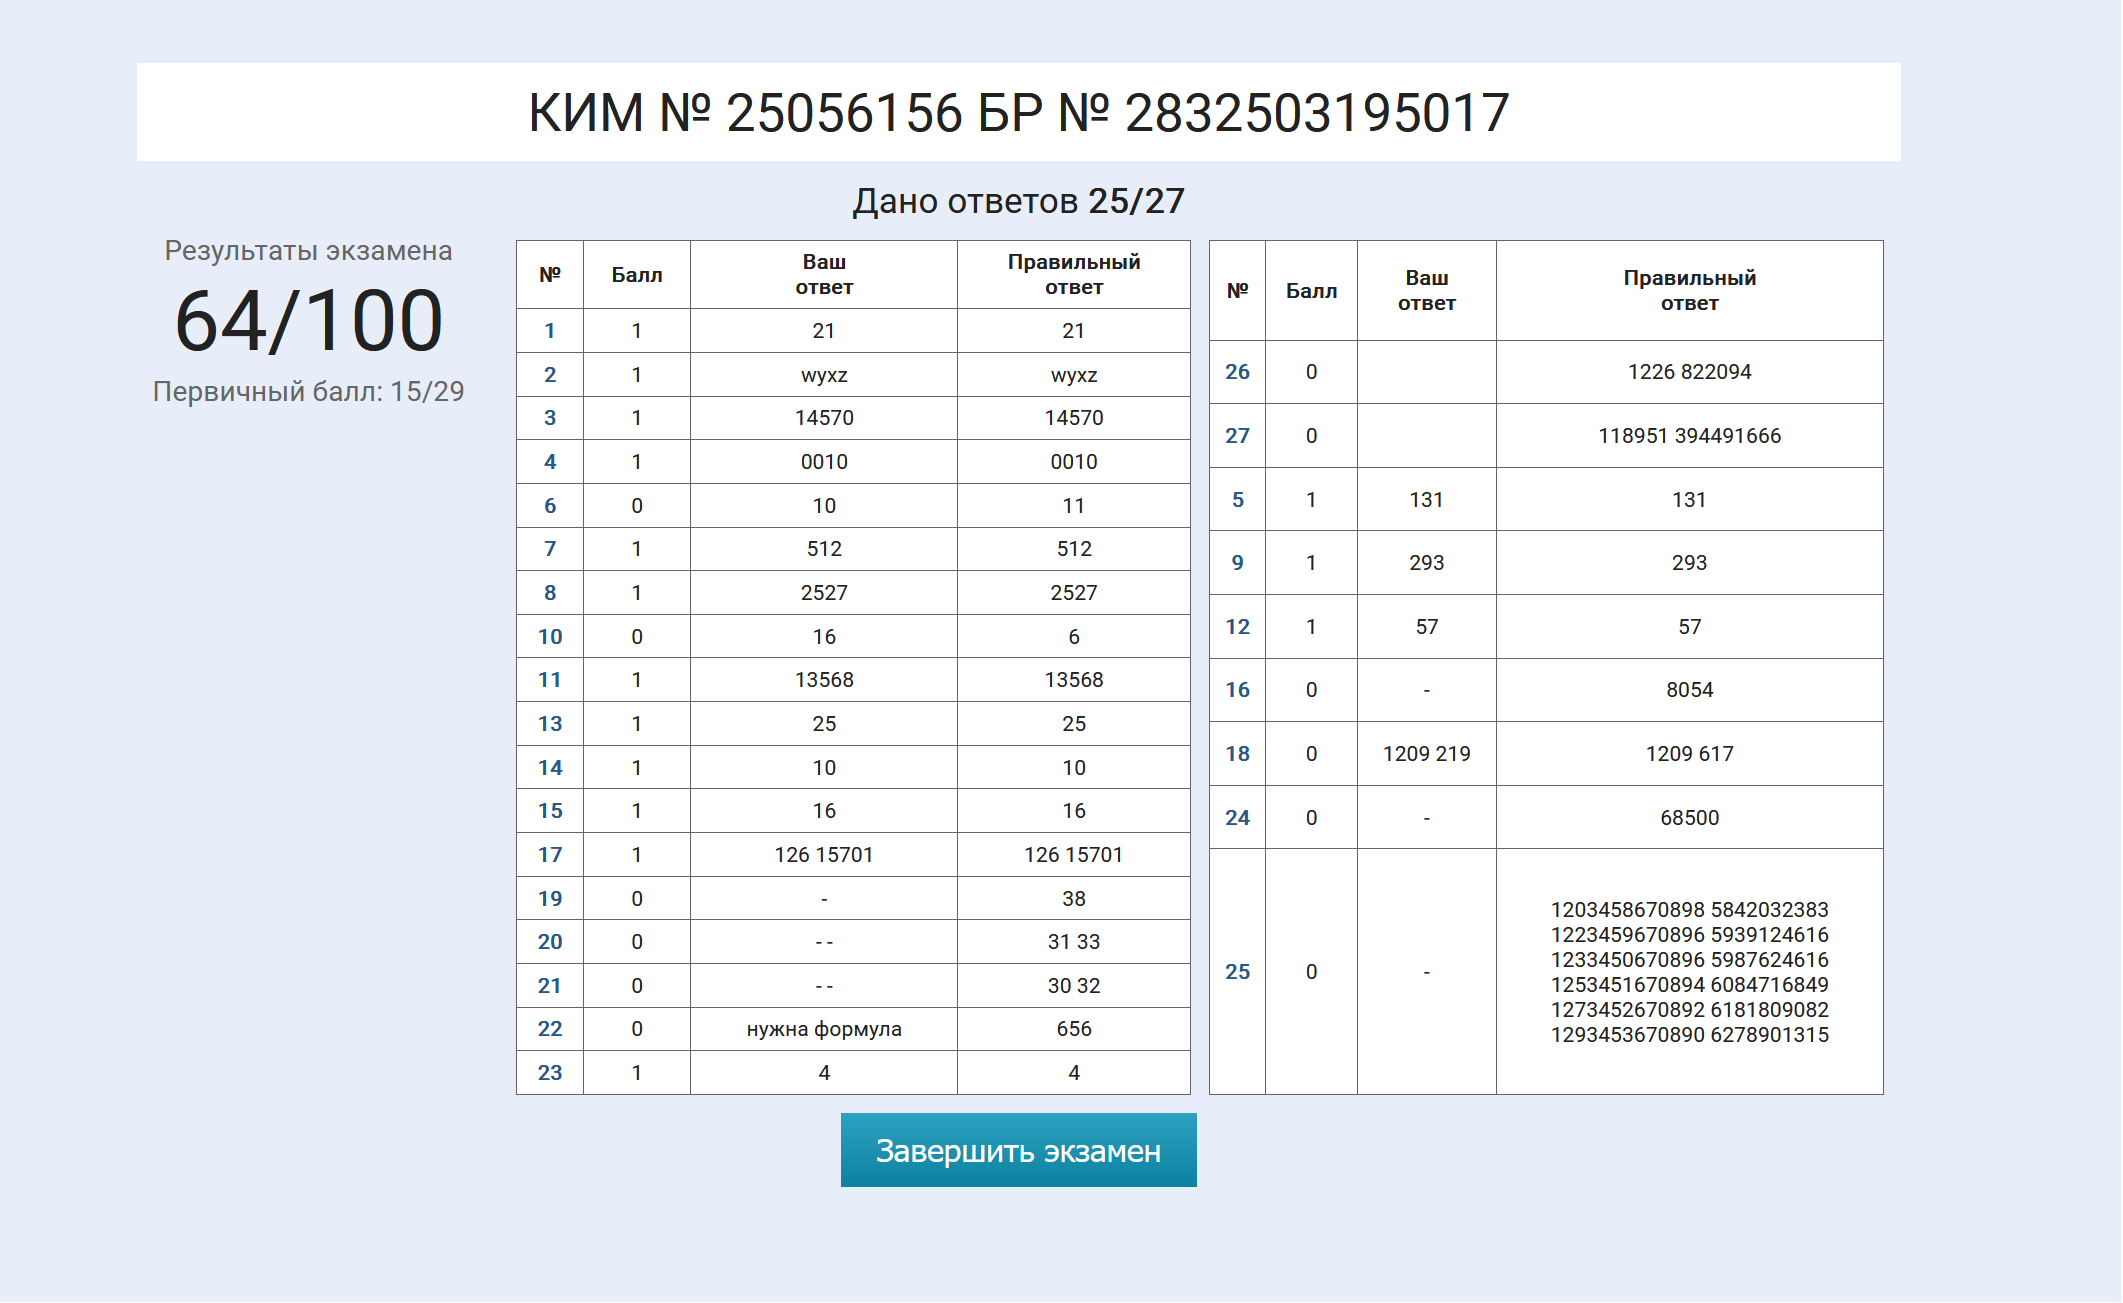 КИМ № 25056156 БР № 2832503195017
Дано ответов 25/27
Результаты экзамена
64/100
Первичный балл: 15/29
№ Балл Ваш ответ Правильный ответ
1 1 21 21
2 1 wyxz wyxz
3 1 14570 14570
4 1 0010 0010
6 0 10 11
7 1 512 512
8 1 2527 2527
10 0 16 6
11 1 13568 13568
13 1 25 25
14 1 10 10
15 1 16 16
17 1 126 15701 126 15701
19 0 - 38
20 0 - - 31 33
21 0 - - 30 32
22 0 нужна формула 656
23 1 4 4
№ Балл Ваш ответ Правильный ответ
26 0 1226 822094
27 0 118951 394491666
5 1 131 131
9 1 293 293
12 1 57 57
16 0 - 8054
18 0 1209 219 1209 617
24 0 - 68500
25 0 -
1203458670898 5842032383
1223459670896 5939124616
1233450670896 5987624616
1253451670894 6084716849
1273452670892 6181809082
1293453670890 6278901315
Завершить экзамен